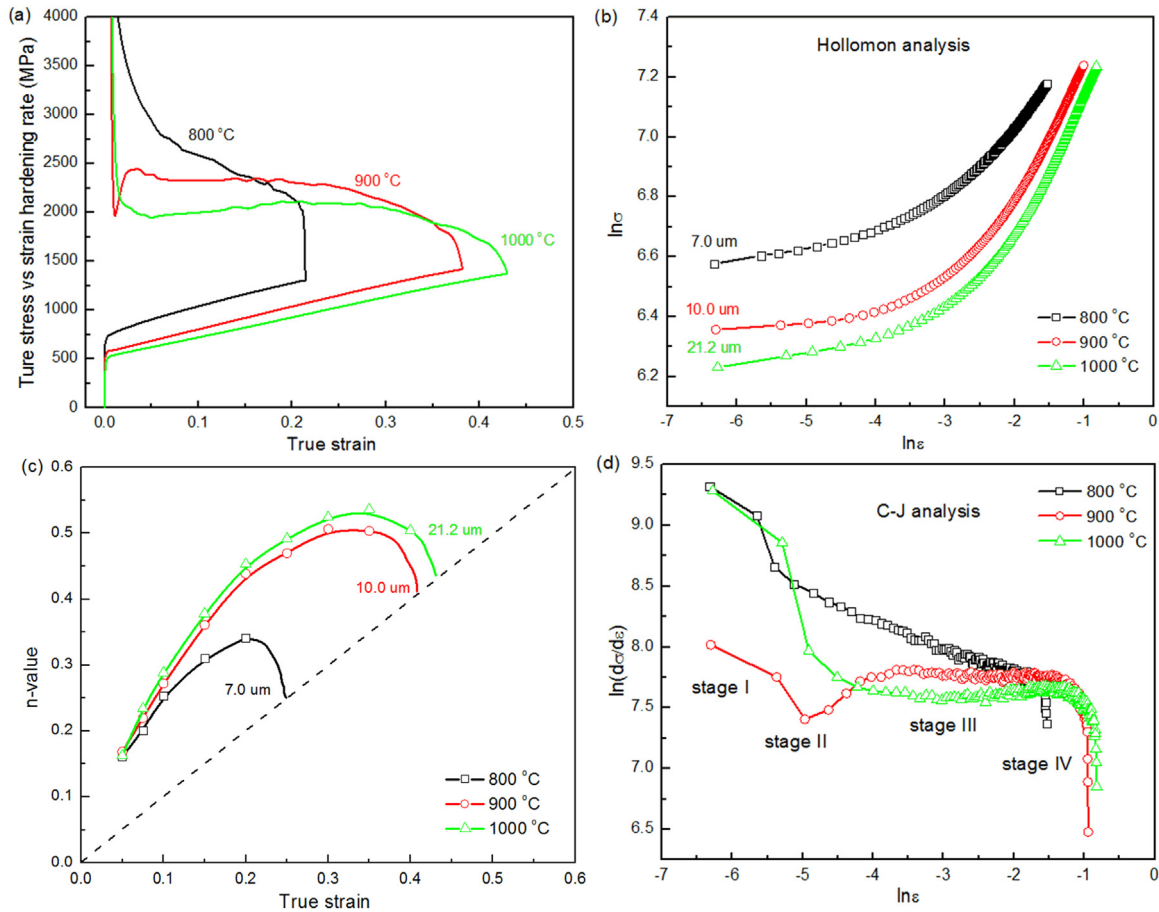 (a)
Ture stress vs strain hardening rate (MPa)
4000
3500
3000
2500
2000
1500
1000
500
0
800 °C
900 °C
1000 °C
0.0 0.1 0.2 0.3 0.4 0.5
True strain
(b)
Hollomon analysis
lnσ
7.4
7.2
7.0
6.8
6.6
6.4
6.2
7.0 um
10.0 um
21.2 um
800 °C
900 °C
1000 °C
-7 -6 -5 -4 -3 -2 -1 0
lnε
(c)
n-value
0.6
0.5
0.4
0.3
0.2
0.1
0.0
21.2 um
10.0 um
7.0 um
800 °C
900 °C
1000 °C
0.0 0.1 0.2 0.3 0.4 0.5 0.6
True strain
(d)
C-J analysis
ln(dσ/dε)
9.5
9.0
8.5
8.0
7.5
7.0
6.5
800 °C
900 °C
1000 °C
stage I
stage II
stage III
stage IV
-7 -6 -5 -4 -3 -2 -1 0
lnε